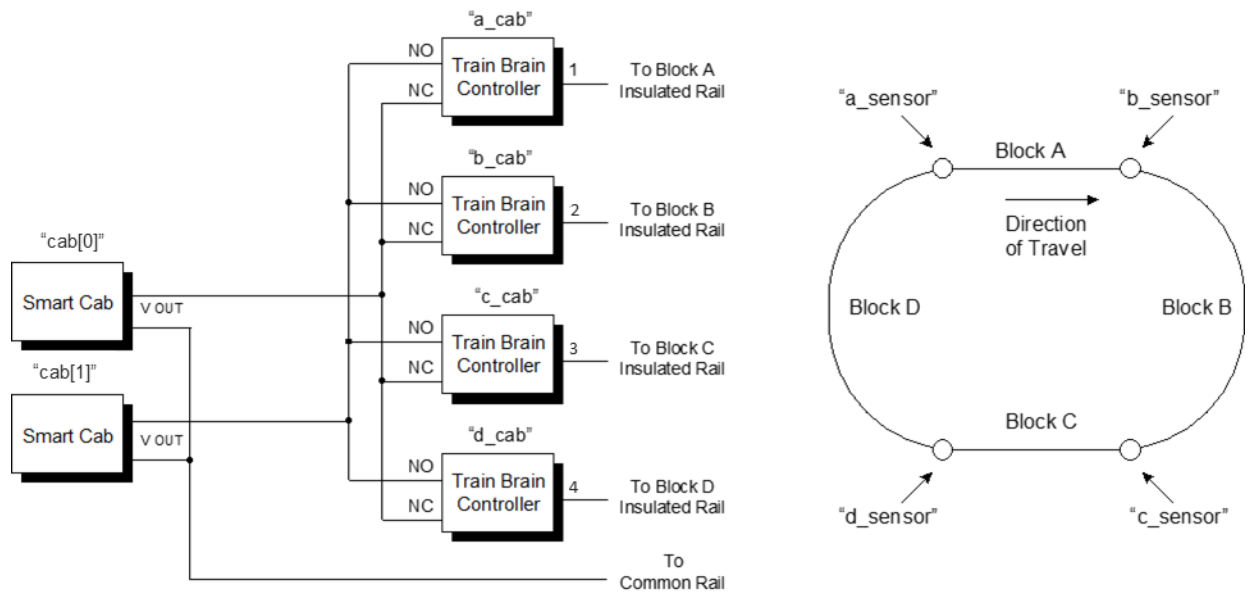 “a_cab”
NO
NC
Train Brain
Controller
1
To Block A
Insulated Rail
“b_cab”
NO
NC
Train Brain
Controller
2
To Block B
Insulated Rail
“cab[0]”
Smart Cab
V OUT
“c_cab”
NO
NC
Train Brain
Controller
3
To Block C
Insulated Rail
“cab[1]”
Smart Cab
V OUT
“d_cab”
NO
NC
Train Brain
Controller
4
To Block D
Insulated Rail
To
Common Rail
“a_sensor”
“b_sensor”
Block A
Direction
of Travel
Block D
Block B
Block C
“d_sensor”
“c_sensor”